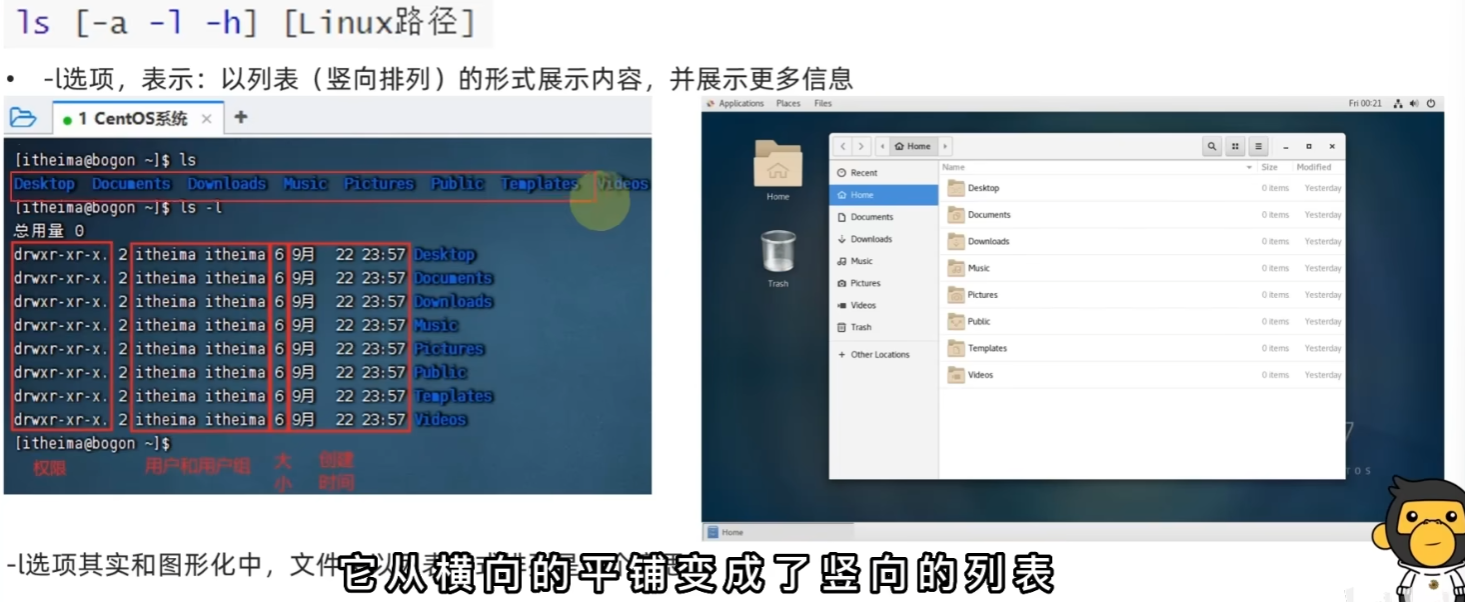 ls [-a -l -h] [Linux路径]
• -l选项，表示：以列表（竖向排列）的形式展示内容，并展示更多信息
1 CentOS系统 × +
[itheima@bogon ~]$ ls
Desktop Documents Downloads Music Pictures Public Templates Videos
[itheima@bogon ~]$ ls -l
总用量 0
drwxr-xr-x. 2 itheima itheima 6 9月 22 23:57 Desktop
drwxr-xr-x. 2 itheima itheima 6 9月 22 23:57 Documents
drwxr-xr-x. 2 itheima itheima 6 9月 22 23:57 Downloads
drwxr-xr-x. 2 itheima itheima 6 9月 22 23:57 Music
drwxr-xr-x. 2 itheima itheima 6 9月 22 23:57 Pictures
drwxr-xr-x. 2 itheima itheima 6 9月 22 23:57 Public
drwxr-xr-x. 2 itheima itheima 6 9月 22 23:57 Templates
drwxr-xr-x. 2 itheima itheima 6 9月 22 23:57 Videos
[itheima@bogon ~]$
权限 用户和用户组 大小 创建时间
Applications Places Files Fri 00:21
Home
Trash
Home
Recent
Home
Documents
Downloads
Music
Pictures
Videos
Trash
+ Other Locations
Name Size Modified
Desktop 0 items Yesterday
Documents 0 items Yesterday
Downloads 0 items Yesterday
Music 0 items Yesterday
Pictures 0 items Yesterday
Public 0 items Yesterday
Templates 0 items Yesterday
Videos 0 items Yesterday
7
TOS
Home
-l选项其实和图形化中，文件
它从横向的平铺变成了竖向的列表